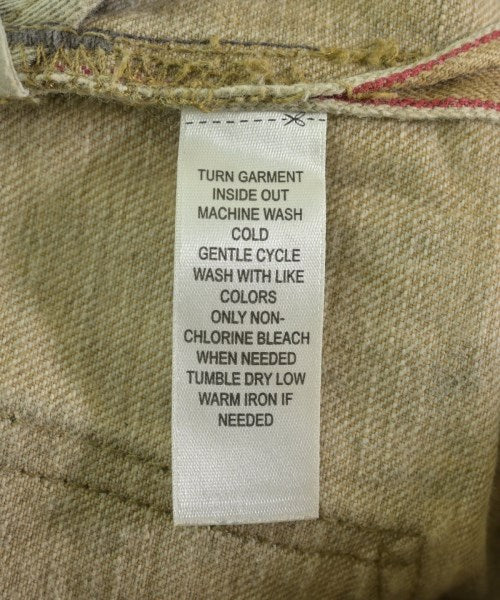 TURN GARMENT
INSIDE OUT
MACHINE WASH
COLD
GENTLE CYCLE
WASH WITH LIKE
COLORS
ONLY NON-
CHLORINE BLEACH
WHEN NEEDED
TUMBLE DRY LOW
WARM IRON IF
NEEDED